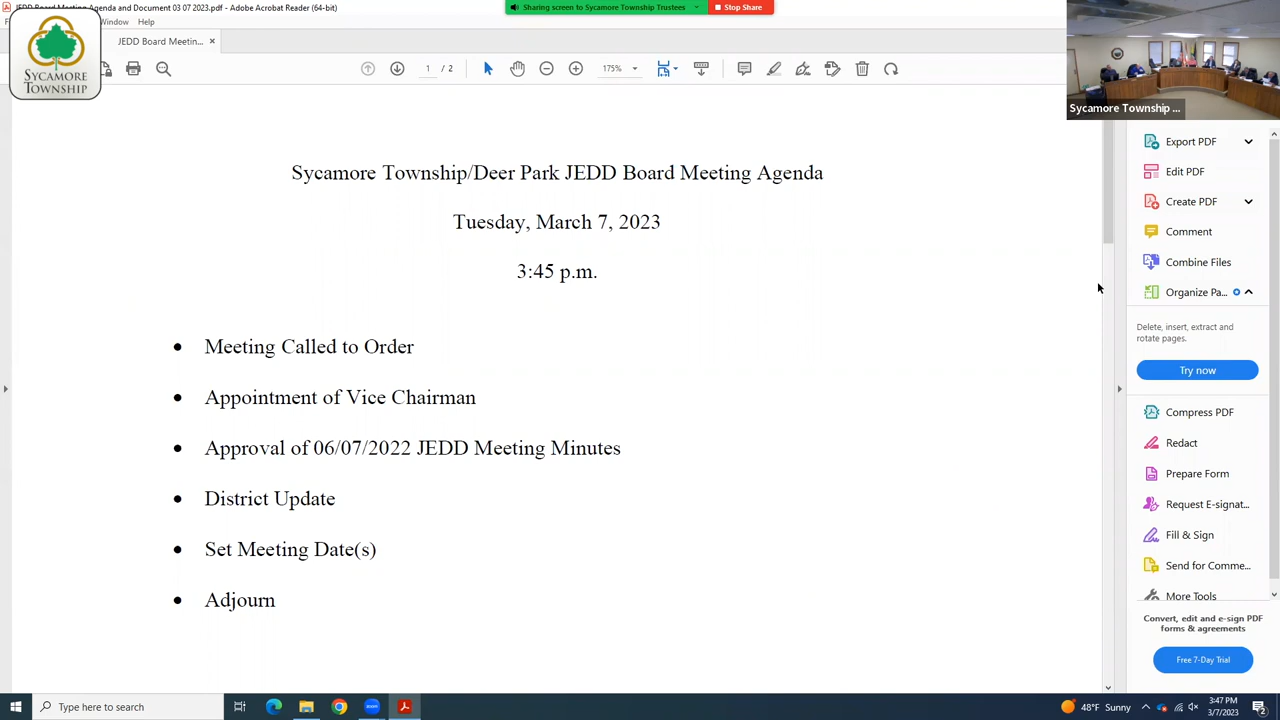 JEDD Board Meeting Agenda and Document 03 07 2023.pdf - Adobe Acrobat Reader (64-bit)
Sharing screen to Sycamore Township Trustees
Stop Share
Window Help
SYCAMORE
TOWNSHIP
JEDD Board Meetin... ×
1 / 2
175%
Sycamore Township ...
Sycamore Township/Deer Park JEDD Board Meeting Agenda
Tuesday, March 7, 2023
3:45 p.m.
• Meeting Called to Order
• Appointment of Vice Chairman
• Approval of 06/07/2022 JEDD Meeting Minutes
• District Update
• Set Meeting Date(s)
• Adjourn
Export PDF
Edit PDF
Create PDF
Comment
Combine Files
Organize Pa...
Delete, insert, extract and
rotate pages.
Try now
Compress PDF
Redact
Prepare Form
Request E-signat...
Fill & Sign
Send for Comme...
More Tools
Convert, edit and e-sign PDF
forms & agreements
Free 7-Day Trial
Type here to search
48°F Sunny
3:47 PM
3/7/2023
2